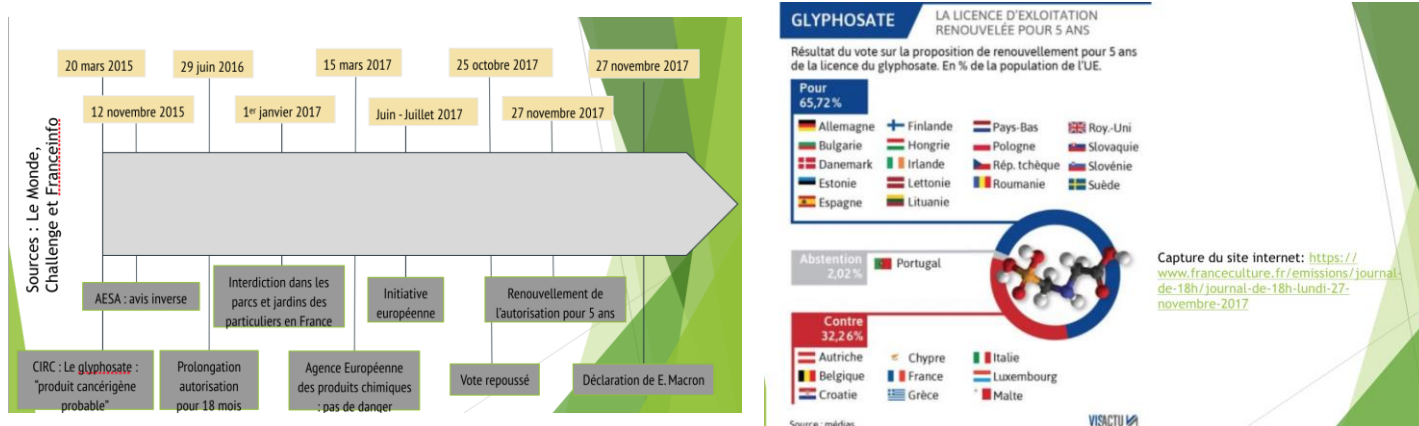 20 mars 2015
29 juin 2016
15 mars 2017
25 octobre 2017
27 novembre 2017
12 novembre 2015
1er janvier 2017
Juin - Juillet 2017
27 novembre 2017
Sources : Le Monde,
Challenge et Franceinfo
AESA : avis inverse
Interdiction dans les
parcs et jardins des
particuliers en France
Initiative
européenne
Renouvellement de
l'autorisation pour 5 ans
CIRC : Le glyphosate :
"produit cancérigène
probable"
Prolongation
autorisation
pour 18 mois
Agence Européenne
des produits chimiques
: pas de danger
Vote repoussé
Déclaration de E. Macron
GLYPHOSATE
LA LICENCE D'EXLOITATION
RENOUVELÉE POUR 5 ANS
Résultat du vote sur la proposition de renouvellement pour 5 ans
de la licence du glyphosate. En % de la population de l'UE.
Pour
65,72 %
Allemagne
Finlande
Pays-Bas
Roy.-Uni
Bulgarie
Hongrie
Pologne
Slovaquie
Danemark
Irlande
Rép. tchèque
Slovénie
Estonie
Lettonie
Roumanie
Suède
Espagne
Lituanie
Abstention
2,02 %
Portugal
Contre
32,26 %
Autriche
Chypre
Italie
Belgique
France
Luxembourg
Croatie
Grèce
Malte
Source : médias
VISACTU
Capture du site internet: https://
www.franceculture.fr/emissions/journal-
de-18h/journal-de-18h-lundi-27-
novembre-2017